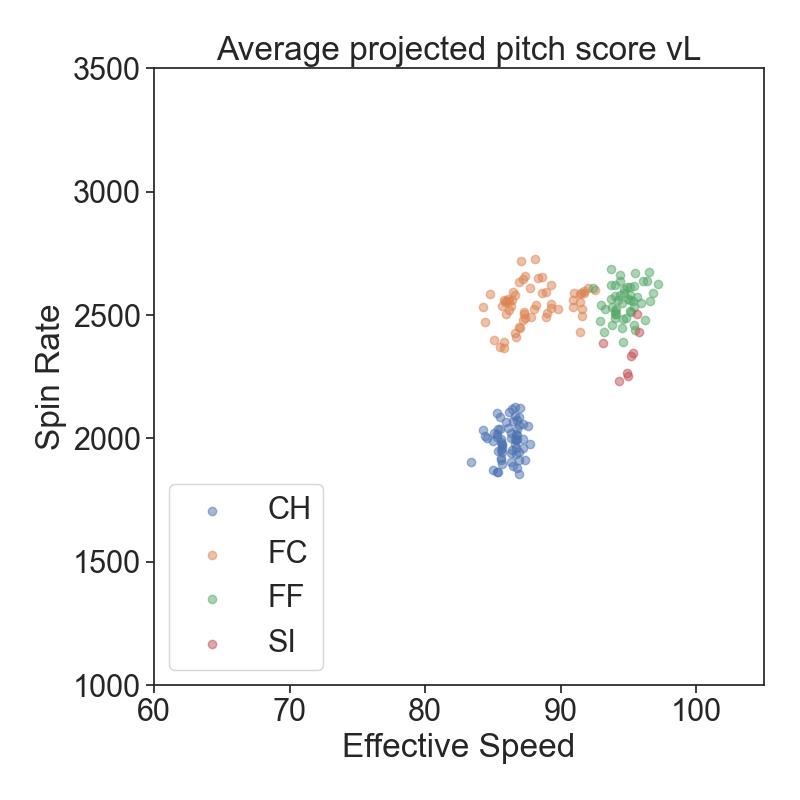 Average projected pitch score vL
3500
3000
2500
2000
1500
1000
Spin Rate
CH
FC
FF
SI
60 70 80 90 100
Effective Speed